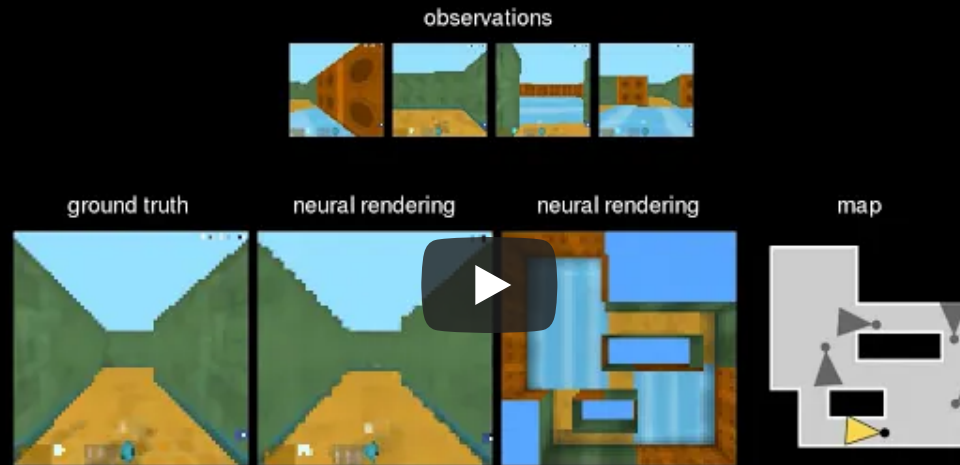 observations
ground truth
neural rendering
neural rendering
map